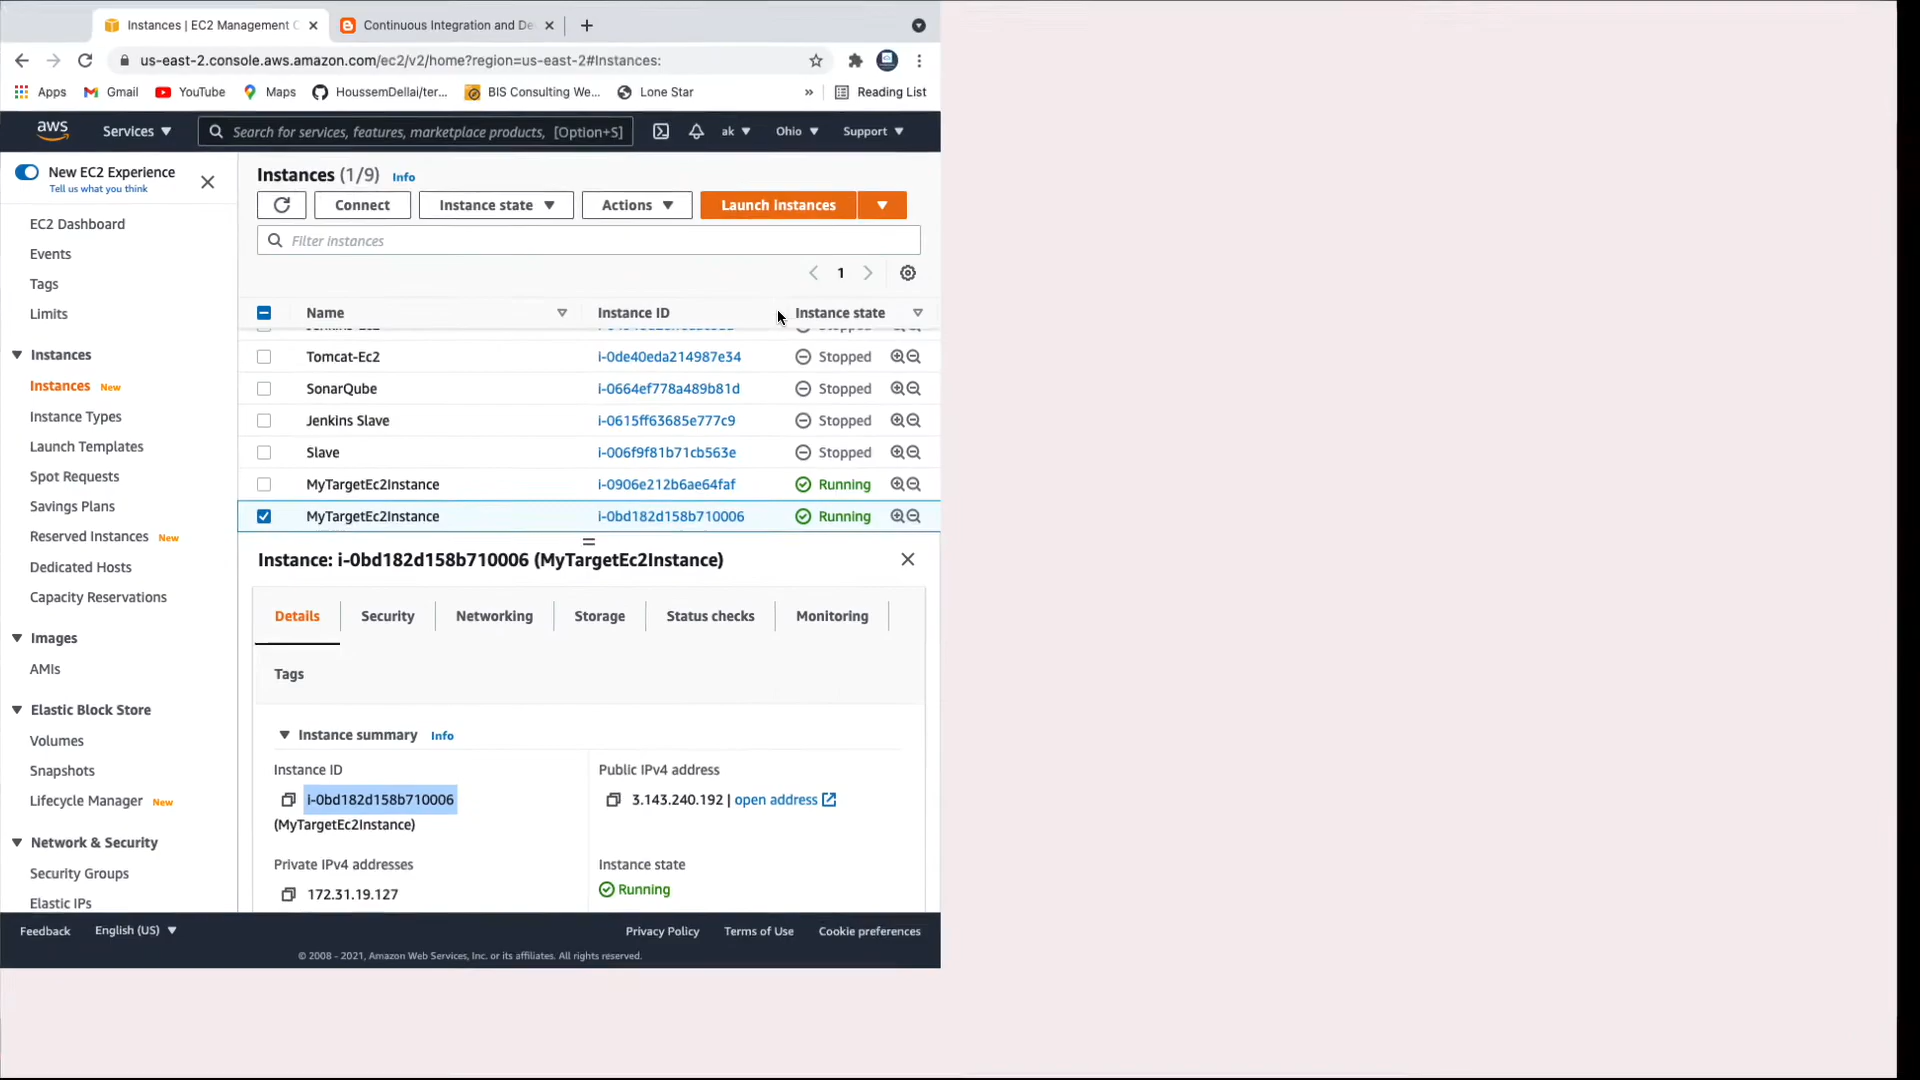 Instances | EC2 Management C
Continuous Integration and De
us-east-2.console.aws.amazon.com/ec2/v2/home?region=us-east-2#Instances:
Apps Gmail YouTube Maps HoussemDellai/ter... BIS Consulting We... Lone Star » Reading List
aws Services Search for services, features, marketplace products, [Option+S] ak Ohio Support
New EC2 Experience
Tell us what you think
EC2 Dashboard
Events
Tags
Limits
Instances
Instances New
Instance Types
Launch Templates
Spot Requests
Savings Plans
Reserved Instances New
Dedicated Hosts
Capacity Reservations
Images
AMIs
Elastic Block Store
Volumes
Snapshots
Lifecycle Manager New
Network & Security
Security Groups
Elastic IPs
Instances (1/9) Info
Connect Instance state Actions Launch instances
Filter instances
1
Name Instance ID Instance state
Tomcat-Ec2 i-0de40eda214987e34 Stopped
SonarQube i-0664ef778a489b81d Stopped
Jenkins Slave i-0615ff63685e777c9 Stopped
Slave i-006f9f81b71cb563e Stopped
MyTargetEc2Instance i-0906e212b6ae64faf Running
MyTargetEc2Instance i-0bd182d158b710006 Running
Instance: i-0bd182d158b710006 (MyTargetEc2Instance)
Details Security Networking Storage Status checks Monitoring
Tags
Instance summary Info
Instance ID
i-0bd182d158b710006
(MyTargetEc2Instance)
Public IPv4 address
3.143.240.192 | open address
Private IPv4 addresses
172.31.19.127
Instance state
Running
Feedback English (US) Privacy Policy Terms of Use Cookie preferences
© 2008 - 2021, Amazon Web Services, Inc. or its affiliates. All rights reserved.